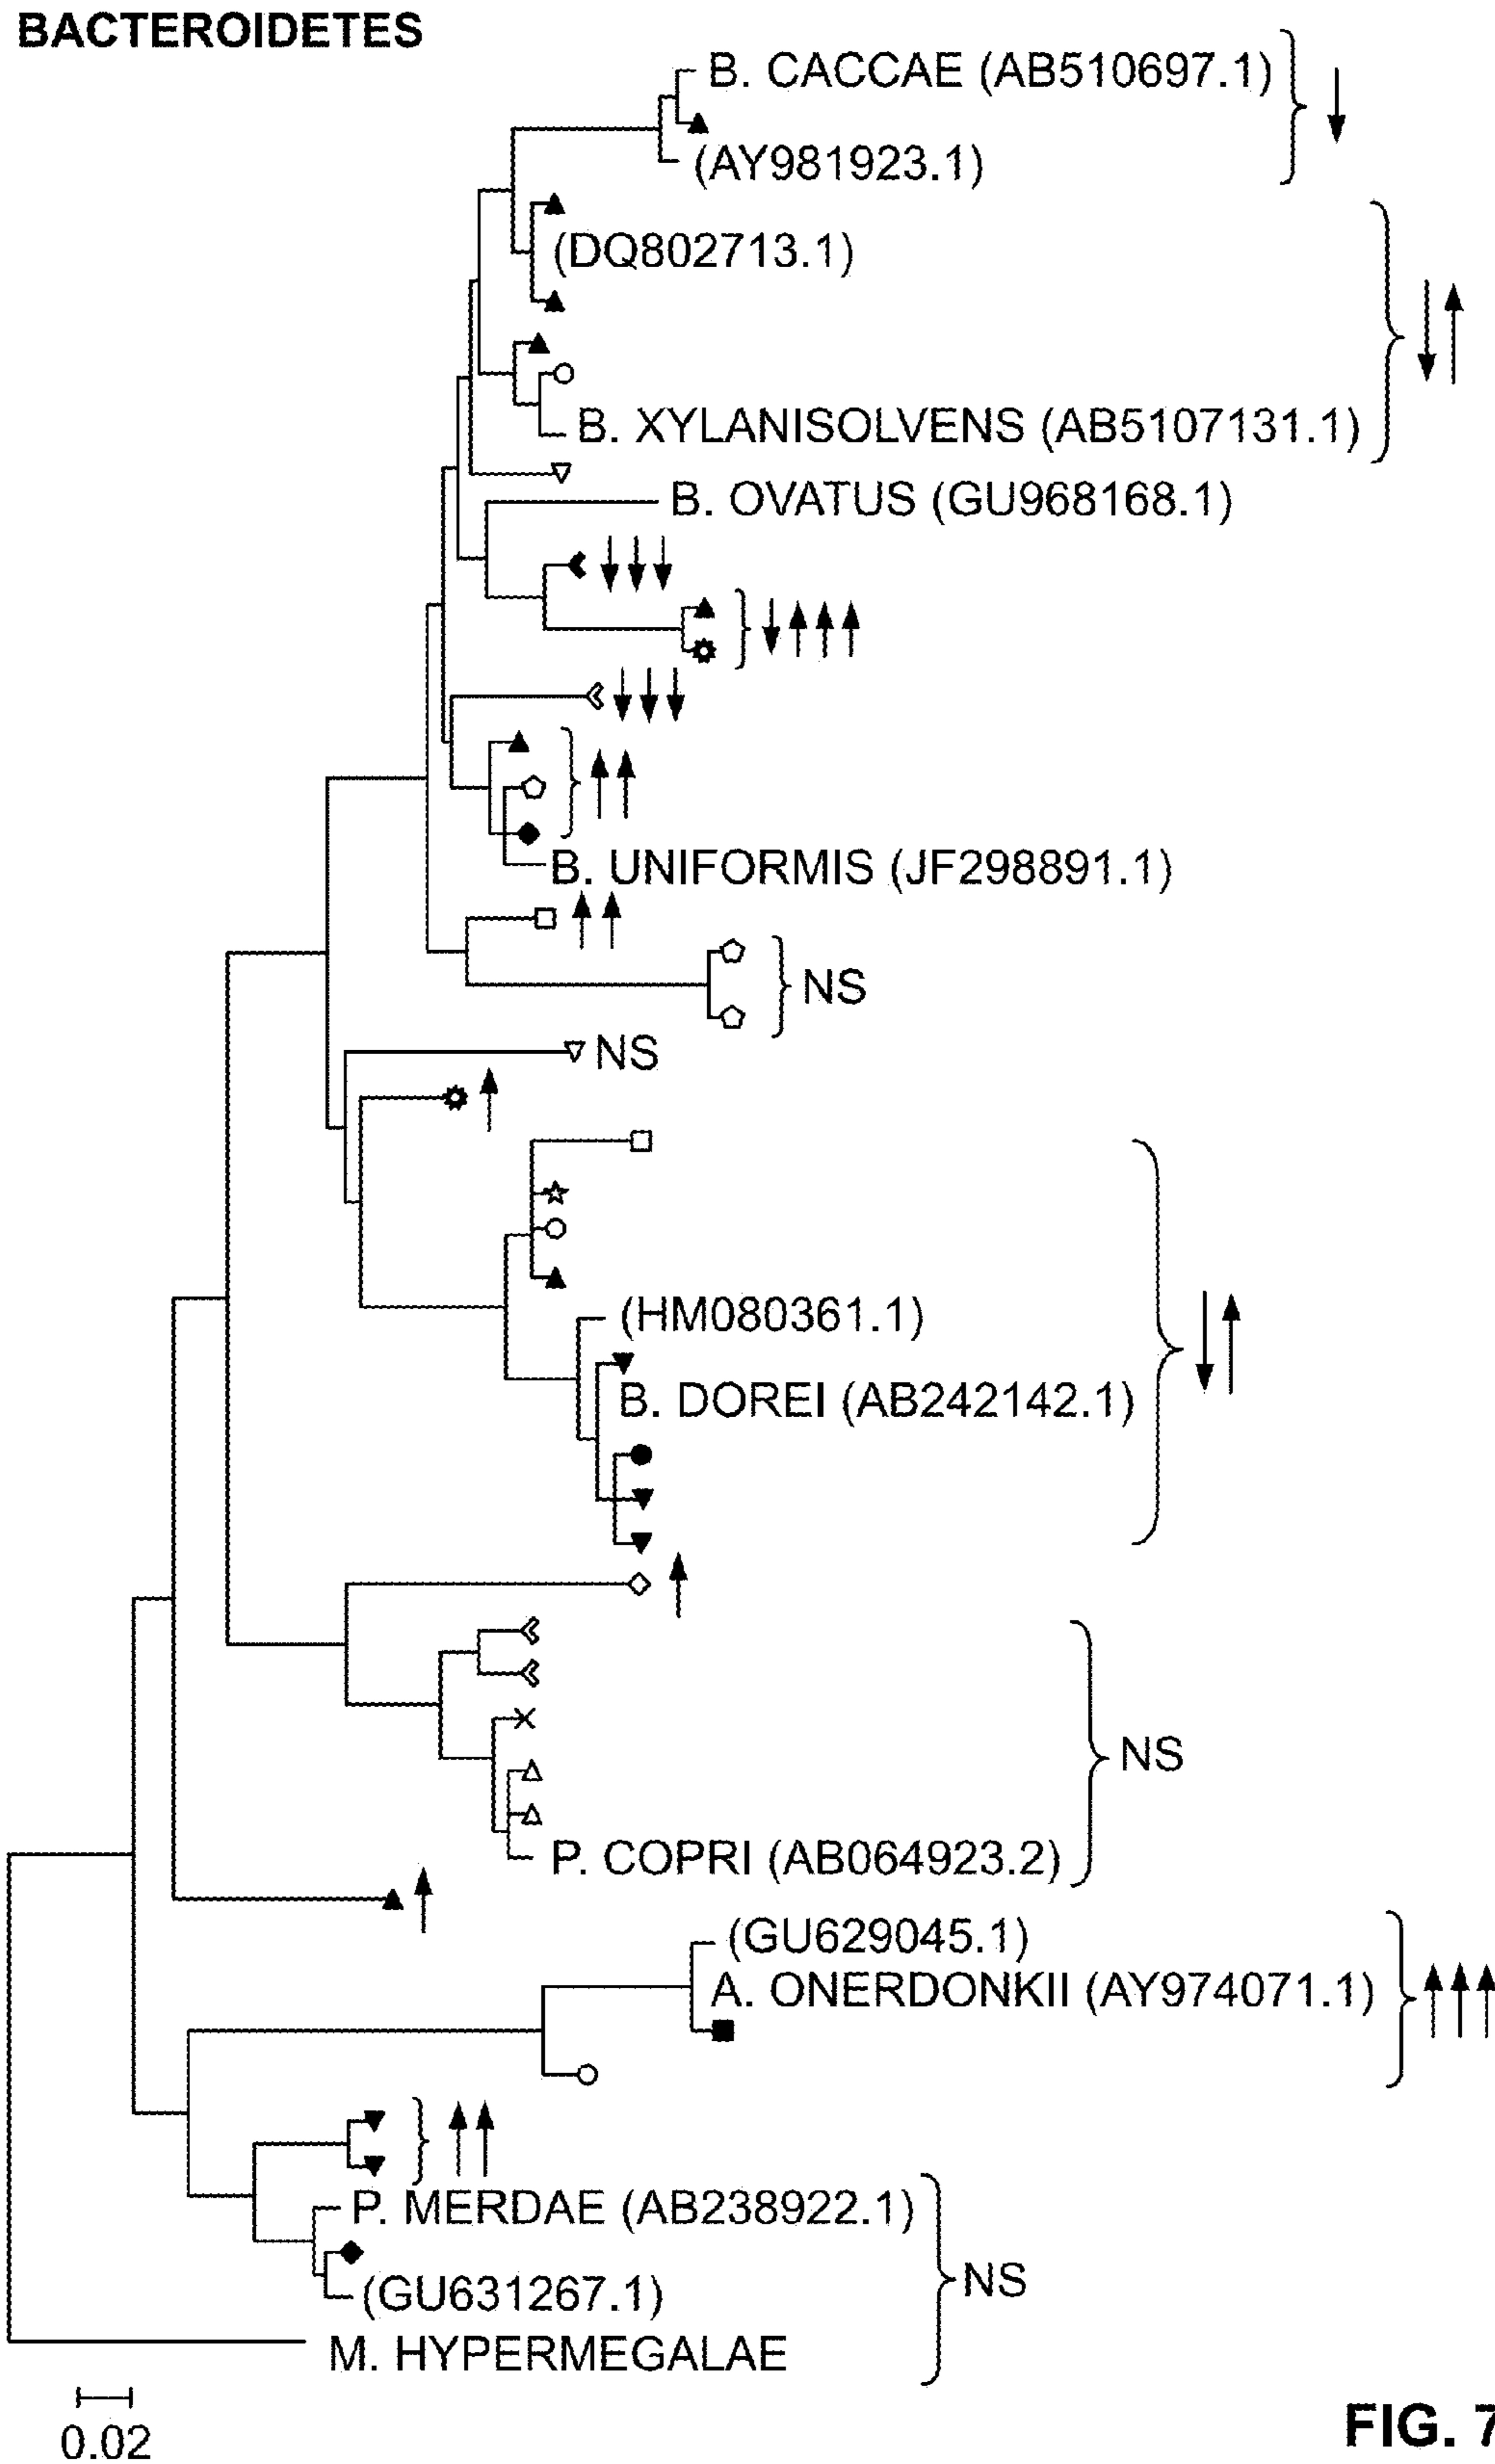 BACTEROIDETES
B. CACCAE (AB510697.1)
(AY981923.1)
(DQ802713.1)
B. XYLANISOLVENS (AB5107131.1)
B. OVATUS (GU968168.1)
B. UNIFORMIS (JF298891.1)
NS
NS
(HM080361.1)
B. DOREI (AB242142.1)
NS
P. COPRI (AB064923.2)
(GU629045.1)
A. ONERDONKII (AY974071.1)
P. MERDAE (AB238922.1)
NS
(GU631267.1)
M. HYPERMEGALAE
0.02
FIG. 7